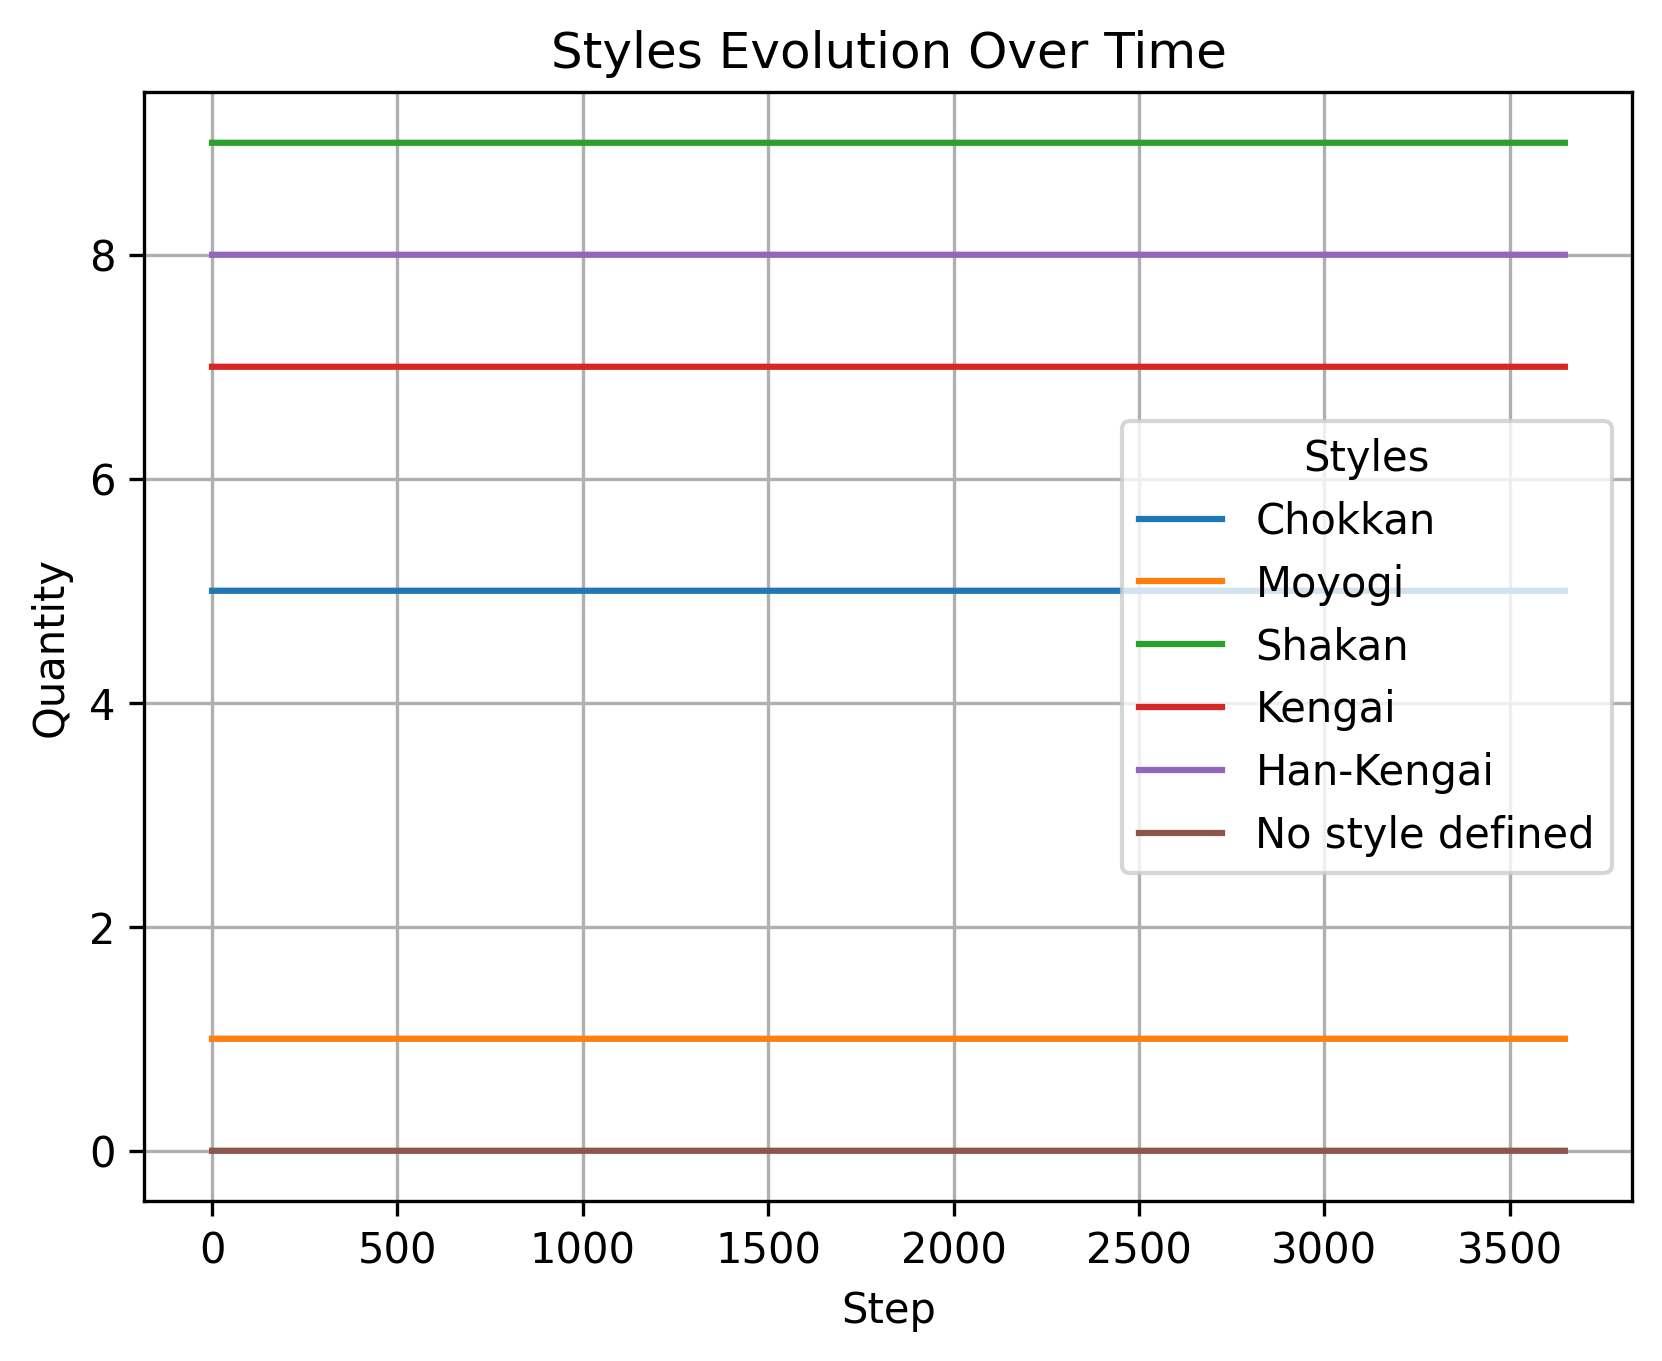 Styles Evolution Over Time
Quantity
8
6
4
2
0
Styles
Chokkan
Moyogi
Shakan
Kengai
Han-Kengai
No style defined
0 500 1000 1500 2000 2500 3000 3500
Step